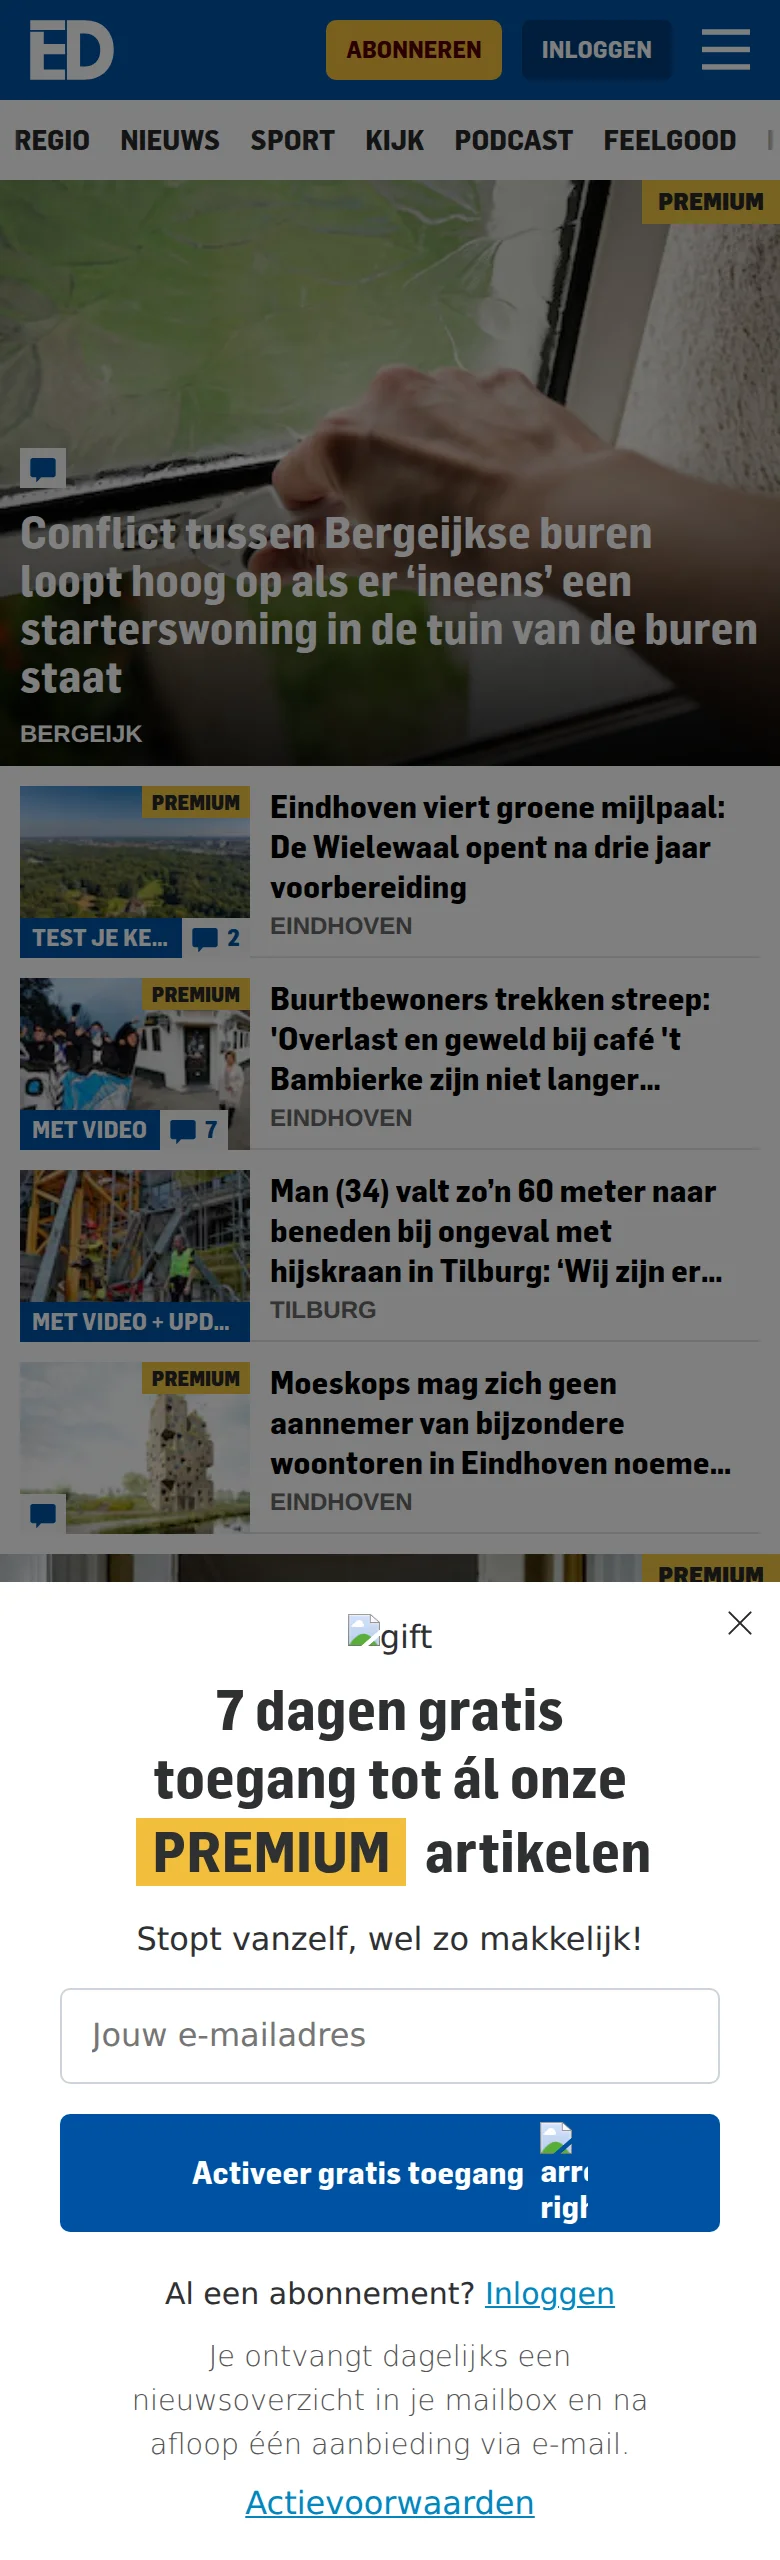 ED
ABONNEREN
INLOGGEN
REGIO NIEUWS SPORT KIJK PODCAST FEELGOOD
PREMIUM
Conflict tussen Bergeijkse buren
loopt hoog op als er ‘ineens’ een
starterswoning in de tuin van de buren
staat
BERGEIJK
PREMIUM
TEST JE KE...
2
Eindhoven viert groene mijlpaal:
De Wielewaal opent na drie jaar
voorbereiding
EINDHOVEN
PREMIUM
MET VIDEO
7
Buurtbewoners trekken streep:
'Overlast en geweld bij café 't
Bambierke zijn niet langer...
EINDHOVEN
MET VIDEO + UPD...
Man (34) valt zo’n 60 meter naar
beneden bij ongeval met
hijskraan in Tilburg: ‘Wij zijn er...
TILBURG
PREMIUM
Moeskops mag zich geen
aannemer van bijzondere
woontoren in Eindhoven noeme...
EINDHOVEN
PREMIUM
gift
7 dagen gratis
toegang tot ál onze
PREMIUM artikelen
Stopt vanzelf, wel zo makkelijk!
Jouw e-mailadres
Activeer gratis toegang
Al een abonnement? Inloggen
Je ontvangt dagelijks een
nieuwsoverzicht in je mailbox en na
afloop één aanbieding via e-mail.
Actievoorwaarden